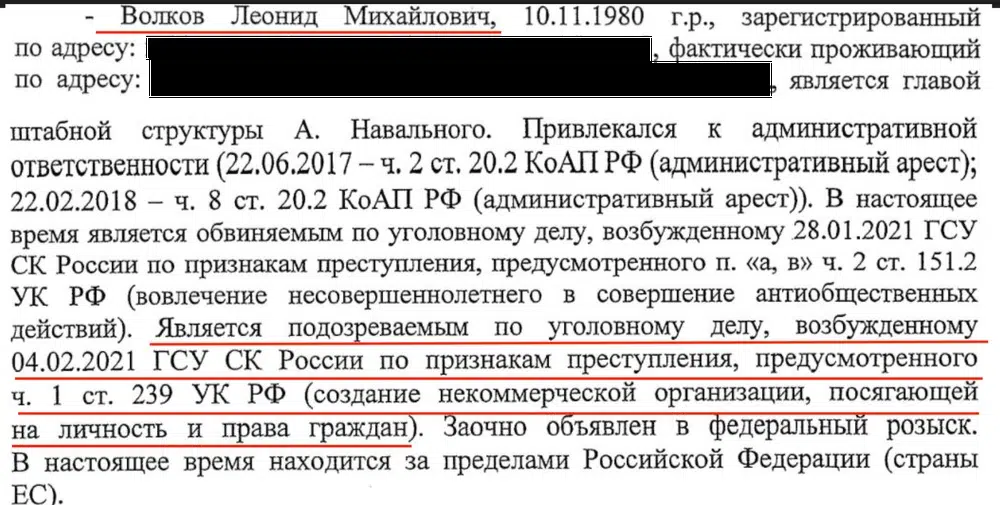 - Волков Леонид Михайлович, 10.11.1980 г.р., зарегистрированный
по адресу: , фактически проживающий
по адресу: , является главой
штабной структуры А. Навального. Привлекался к административной
ответственности (22.06.2017 – ч. 2 ст. 20.2 КоАП РФ (административный арест);
22.02.2018 – ч. 8 ст. 20.2 КоАП РФ (административный арест)). В настоящее
время является обвиняемым по уголовному делу, возбужденному 28.01.2021 ГСУ
СК России по признакам преступления, предусмотренного п. «а, в» ч. 2 ст. 151.2
УК РФ (вовлечение несовершеннолетнего в совершение антиобщественных
действий). Является подозреваемым по уголовному делу, возбужденному
04.02.2021 ГСУ СК России по признакам преступления, предусмотренного
ч. 1 ст. 239 УК РФ (создание некоммерческой организации, посягающей
на личность и права граждан). Заочно объявлен в федеральный розыск.
В настоящее время находится за пределами Российской Федерации (страны
ЕС).